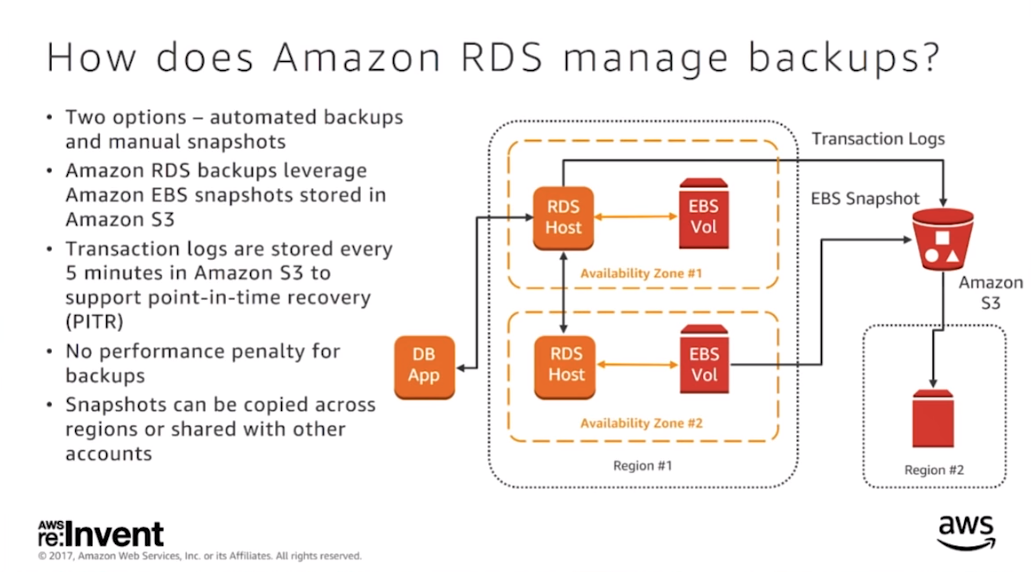 How does Amazon RDS manage backups?
• Two options – automated backups
and manual snapshots
• Amazon RDS backups leverage
Amazon EBS snapshots stored in
Amazon S3
• Transaction logs are stored every
5 minutes in Amazon S3 to
support point-in-time recovery
(PITR)
• No performance penalty for
backups
• Snapshots can be copied across
regions or shared with other
accounts
DB
App
RDS
Host
EBS
Vol
Availability Zone #1
RDS
Host
EBS
Vol
Availability Zone #2
Region #1
Transaction Logs
EBS Snapshot
Amazon
S3
Region #2
AWS
re:Invent
© 2017, Amazon Web Services, Inc. or its Affiliates. All rights reserved.
aws